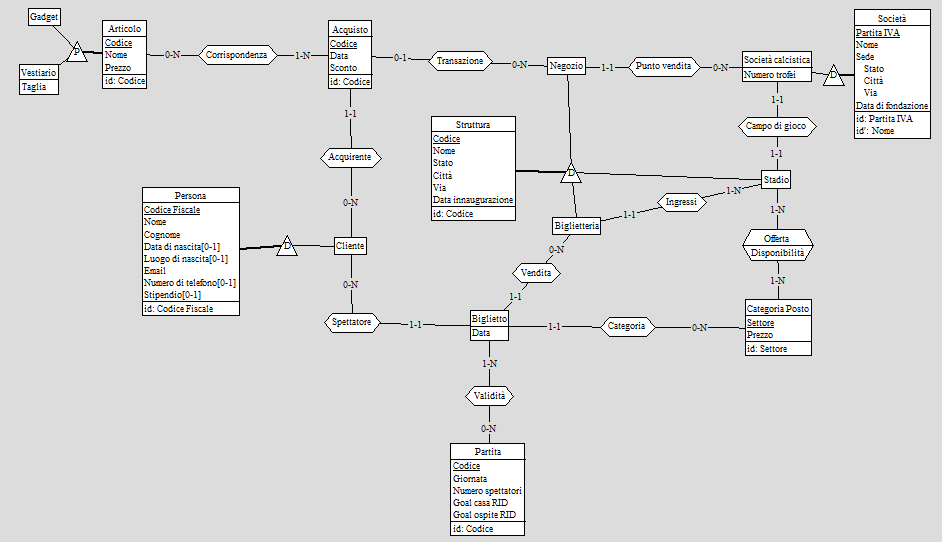 Gadget
Vestiario
Taglia
P
Articolo
Codice
Nome
Prezzo
id: Codice
0-N
Corrispondenza
1-N
Acquisto
Codice
Data
Sconto
id: Codice
0-1
Transazione
0-N
Negozio
1-1
Punto vendita
0-N
Società calcistica
Numero trofei
D
Società
Partita IVA
Nome
Sede
Stato
Città
Via
Data di fondazione
id: Partita IVA
id': Nome
1-1
Campo di gioco
1-1
Stadio
1-1
Acquirente
0-N
Struttura
Codice
Nome
Stato
Città
Via
Data innaugurazione
id: Codice
D
1-N
Ingressi
1-1
Biglietteria
Persona
Codice Fiscale
Nome
Cognome
Data di nascita[0-1]
Luogo di nascita[0-1]
Email
Numero di telefono[0-1]
Stipendio[0-1]
id: Codice Fiscale
D
Cliente
0-N
Vendita
1-1
1-N
Offerta
Disponibilità
1-N
0-N
Spettatore
1-1
Biglietto
Data
1-1
Categoria
0-N
Categoria Posto
Settore
Prezzo
id: Settore
1-N
Validità
0-N
Partita
Codice
Giornata
Numero spettatori
Goal casa RID
Goal ospite RID
id: Codice